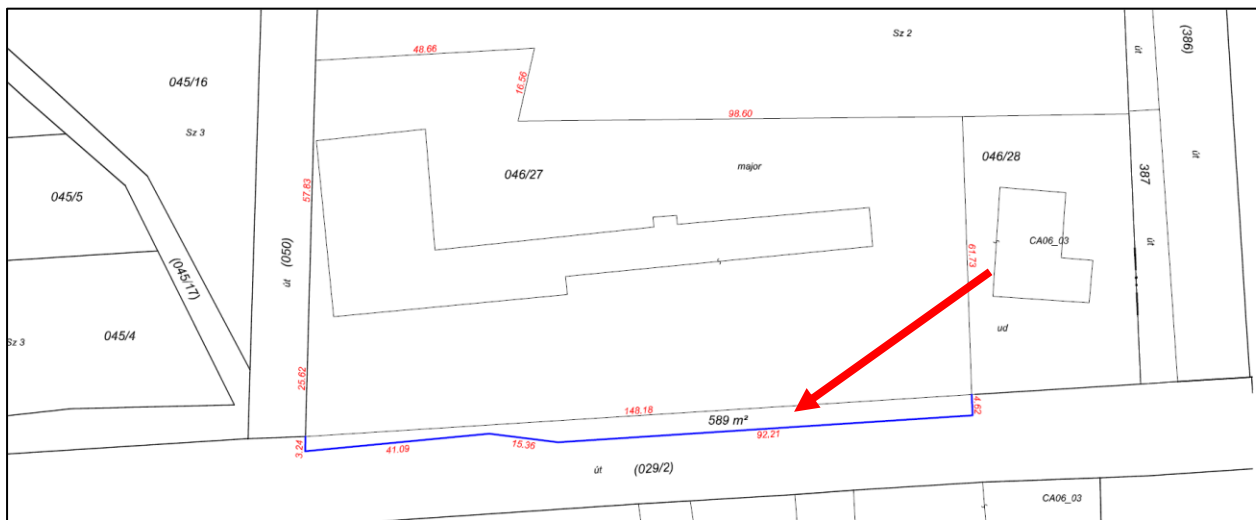 Sz 2
(386)
út
48.66
045/16
16.56
98.60
Sz 3
046/27
major
046/28
út
387
57.83
045/5
út (050)
61.73
CA06_03
út
(045/17)
045/4
Sz 3
ud
25.62
148.18
589 m²
4.62
3.24
41.09
15.36
92.21
út (029/2)
CA06_03